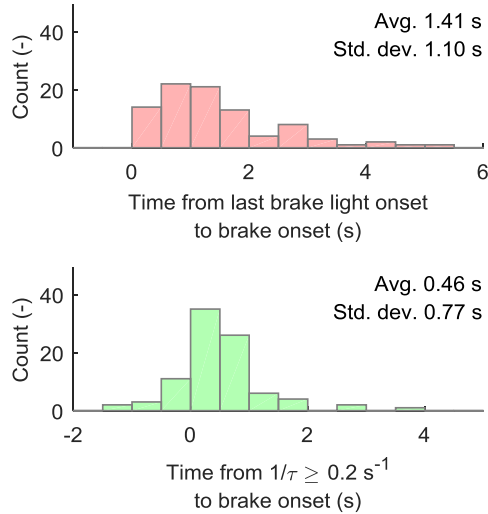 Avg. 1.41 s
Std. dev. 1.10 s
Count (-)
40
20
0
0 2 4 6
Time from last brake light onset
to brake onset (s)
Avg. 0.46 s
Std. dev. 0.77 s
Count (-)
40
20
0
-2 0 2 4
Time from 1/τ ≥ 0.2 s⁻¹
to brake onset (s)